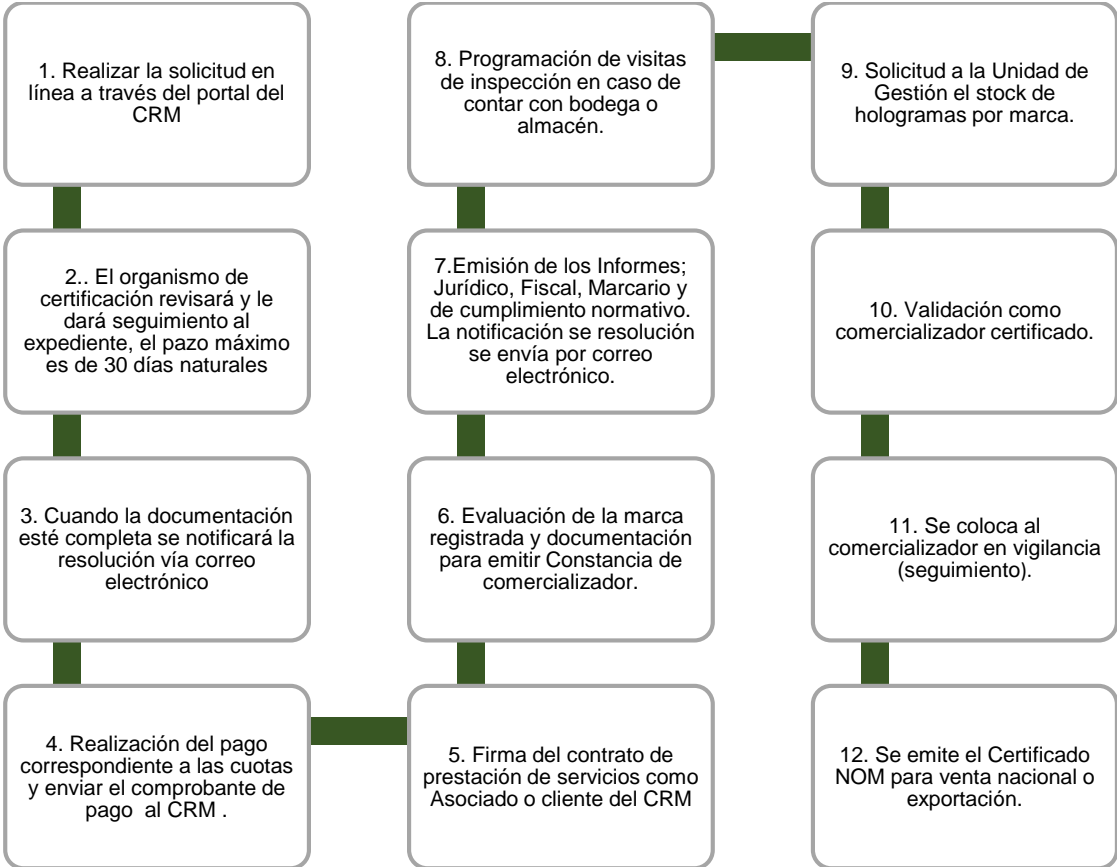 1. Realizar la solicitud en
línea a través del portal del
CRM
2.. El organismo de
certificación revisará y le
dará seguimiento al
expediente, el pazo máximo
es de 30 días naturales
3. Cuando la documentación
esté completa se notificará la
resolución vía correo
electrónico
4. Realización del pago
correspondiente a las cuotas
y enviar el comprobante de
pago al CRM .
5. Firma del contrato de
prestación de servicios como
Asociado o cliente del CRM
6. Evaluación de la marca
registrada y documentación
para emitir Constancia de
comercializador.
7.Emisión de los Informes;
Jurídico, Fiscal, Marcario y
de cumplimiento normativo.
La notificación se resolución
se envía por correo
electrónico.
8. Programación de visitas
de inspección en caso de
contar con bodega o
almacén.
9. Solicitud a la Unidad de
Gestión el stock de
hologramas por marca.
10. Validación como
comercializador certificado.
11. Se coloca al
comercializador en vigilancia
(seguimiento).
12. Se emite el Certificado
NOM para venta nacional o
exportación.